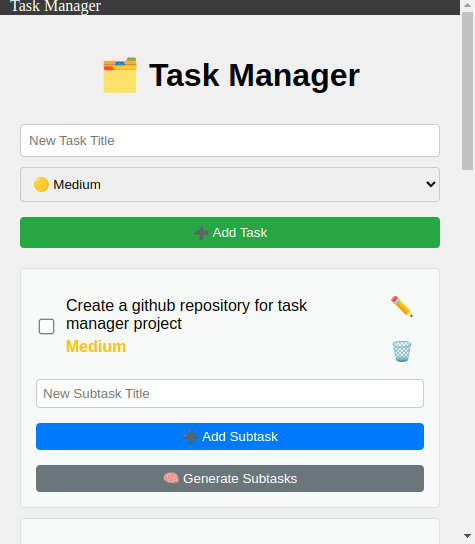 Task Manager
🗂️ Task Manager
New Task Title
🟡 Medium
➕ Add Task
Create a github repository for task
manager project
Medium
New Subtask Title
➕ Add Subtask
🧠 Generate Subtasks